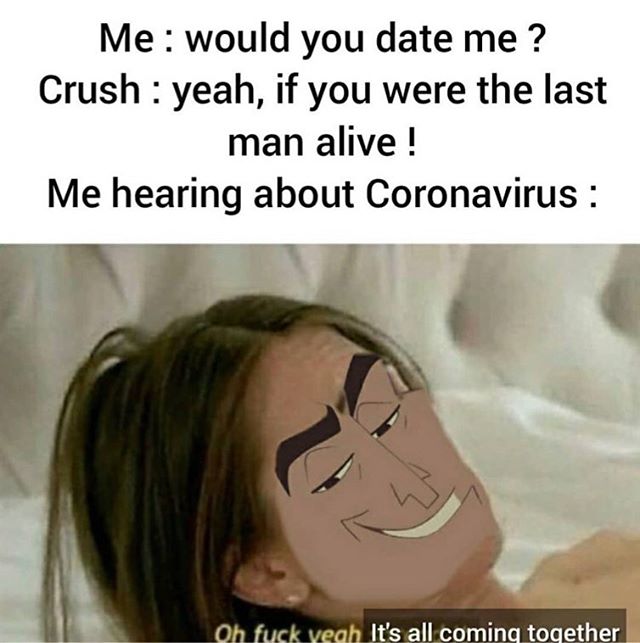 Me : would you date me ?
Crush : yeah, if you were the last
man alive !
Me hearing about Coronavirus :
Oh fuck yeah It's all coming together